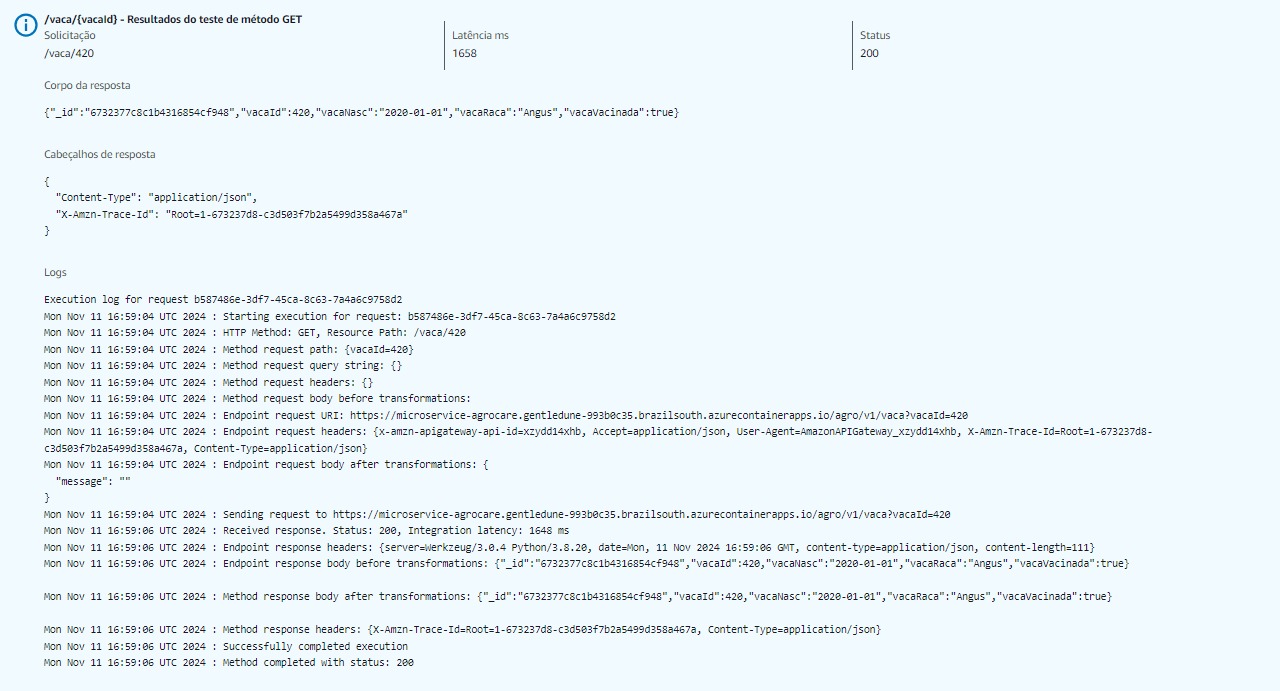 /vaca/{vacaId} - Resultados do teste de método GET
Solicitação
/vaca/420
Latência ms
1658
Status
200
Corpo da resposta
{"_id":"6732377c8c1b4316854cf948","vacaId":420,"vacaNasc":"2020-01-01","vacaRaca":"Angus","vacaVacinada":true}
Cabeçalhos de resposta
{
  "Content-Type": "application/json",
  "X-Amzn-Trace-Id": "Root=1-673237d8-c3d503f7b2a5499d358a467a"
}
Logs
Execution log for request b587486e-3df7-45ca-8c63-7a4a6c9758d2
Mon Nov 11 16:59:04 UTC 2024 : Starting execution for request: b587486e-3df7-45ca-8c63-7a4a6c9758d2
Mon Nov 11 16:59:04 UTC 2024 : HTTP Method: GET, Resource Path: /vaca/420
Mon Nov 11 16:59:04 UTC 2024 : Method request path: {vacaId=420}
Mon Nov 11 16:59:04 UTC 2024 : Method request query string: {}
Mon Nov 11 16:59:04 UTC 2024 : Method request headers: {}
Mon Nov 11 16:59:04 UTC 2024 : Method request body before transformations:
Mon Nov 11 16:59:04 UTC 2024 : Endpoint request URI: https://microservice-agrocare.gentledune-993b0c35.brazilsouth.azurecontainerapps.io/agro/v1/vaca?vacaId=420
Mon Nov 11 16:59:04 UTC 2024 : Endpoint request headers: {x-amzn-apigateway-api-id=xzydd14xhb, Accept=application/json, User-Agent=AmazonAPIGateway_xzydd14xhb, X-Amzn-Trace-Id=Root=1-673237d8-
c3d503f7b2a5499d358a467a, Content-Type=application/json}
Mon Nov 11 16:59:04 UTC 2024 : Endpoint request body after transformations: {
  "message": ""
}
Mon Nov 11 16:59:04 UTC 2024 : Sending request to https://microservice-agrocare.gentledune-993b0c35.brazilsouth.azurecontainerapps.io/agro/v1/vaca?vacaId=420
Mon Nov 11 16:59:06 UTC 2024 : Received response. Status: 200, Integration latency: 1648 ms
Mon Nov 11 16:59:06 UTC 2024 : Endpoint response headers: {server=Werkzeug/3.0.4 Python/3.8.20, date=Mon, 11 Nov 2024 16:59:06 GMT, content-type=application/json, content-length=111}
Mon Nov 11 16:59:06 UTC 2024 : Endpoint response body before transformations: {"_id":"6732377c8c1b4316854cf948","vacaId":420,"vacaNasc":"2020-01-01","vacaRaca":"Angus","vacaVacinada":true}
Mon Nov 11 16:59:06 UTC 2024 : Method response body after transformations: {"_id":"6732377c8c1b4316854cf948","vacaId":420,"vacaNasc":"2020-01-01","vacaRaca":"Angus","vacaVacinada":true}
Mon Nov 11 16:59:06 UTC 2024 : Method response headers: {X-Amzn-Trace-Id=Root=1-673237d8-c3d503f7b2a5499d358a467a, Content-Type=application/json}
Mon Nov 11 16:59:06 UTC 2024 : Successfully completed execution
Mon Nov 11 16:59:06 UTC 2024 : Method completed with status: 200